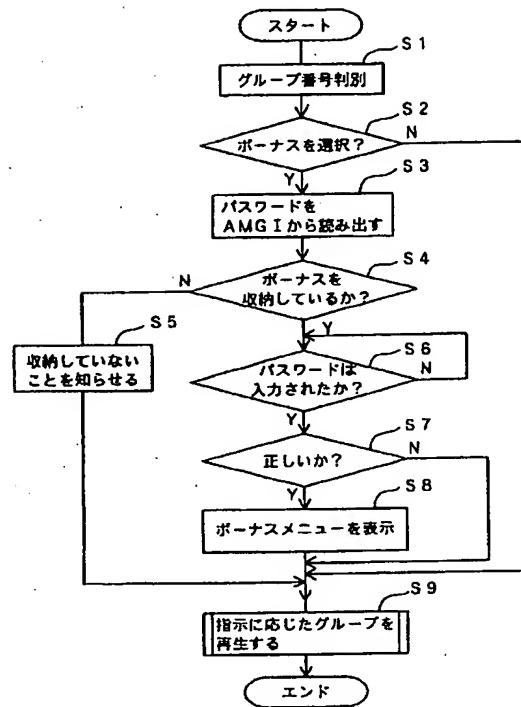 スタート
S1
グループ番号判別
S2
ボーナスを選択?
N
Y
S3
パスワードを
AMGIから読み出す
S4
N
ボーナスを
収納しているか?
Y
S5
収納していない
ことを知らせる
S6
パスワードは
入力されたか?
N
Y
S7
正しいか?
N
Y
S8
ボーナスメニューを表示
S9
指示に応じたグループを
再生する
エンド